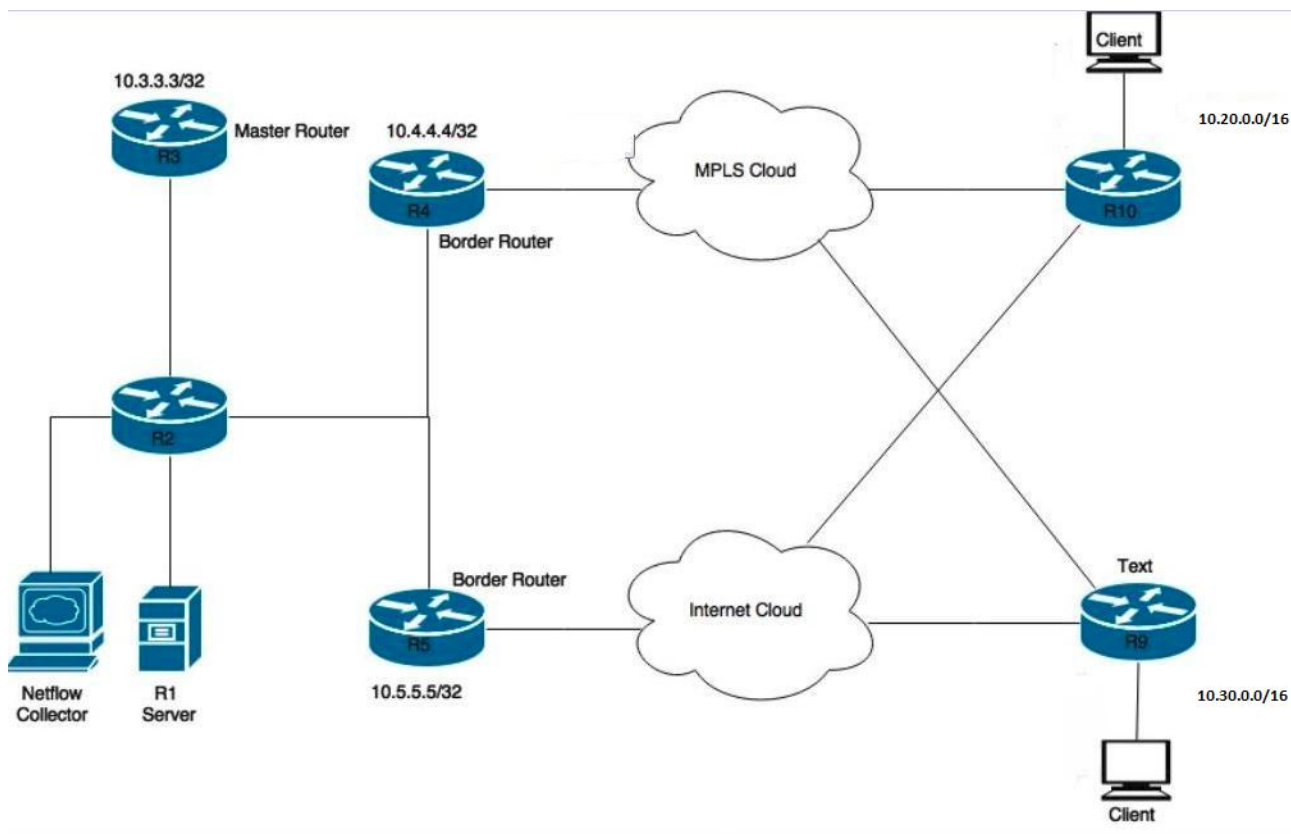 Client
10.3.3.3/32
10.20.0.0/16
Master Router
10.4.4.4/32
R3
MPLS Cloud
R4
R10
Border Router
R2
Border Router
Text
Internet Cloud
R5
R9
Netflow
Collector
R1
Server
10.5.5.5/32
10.30.0.0/16
Client